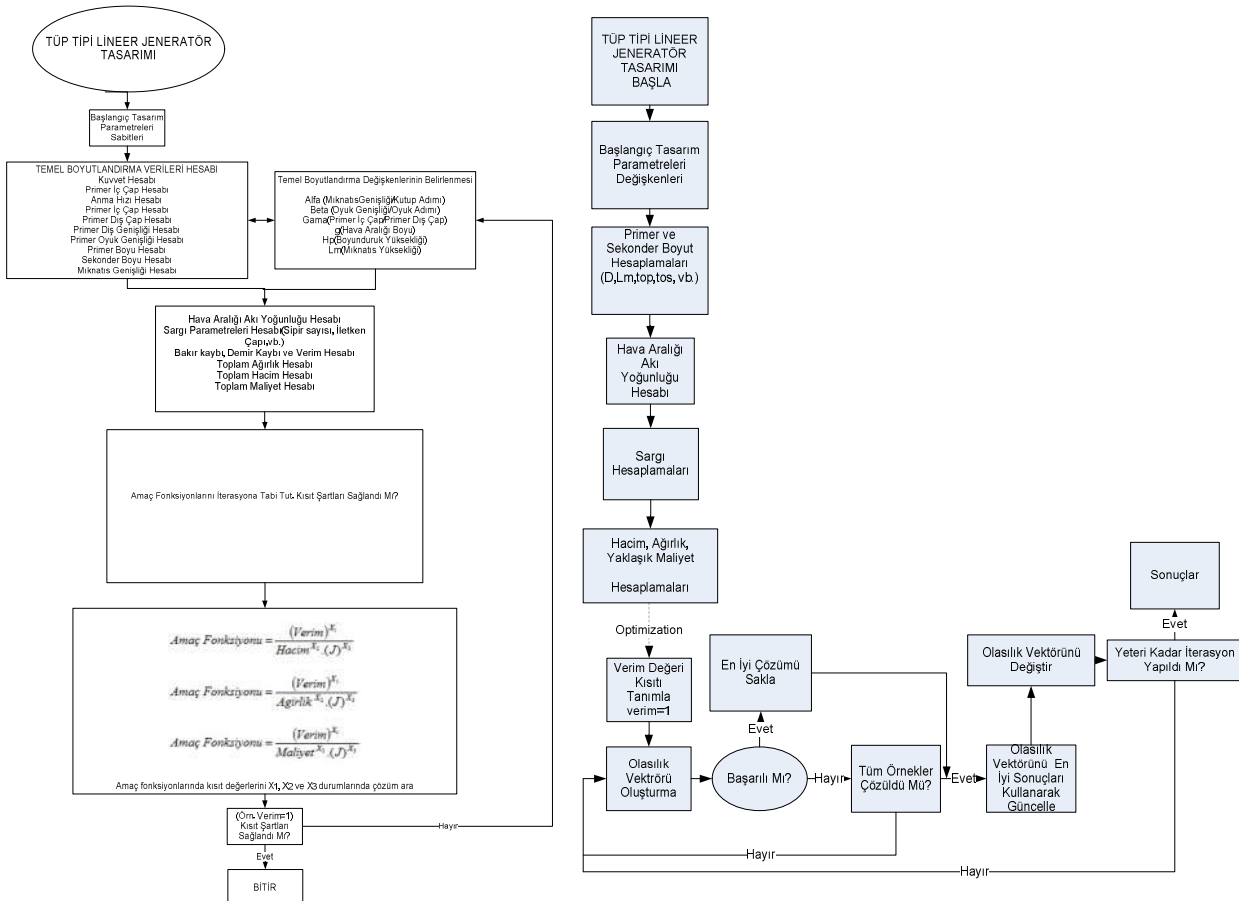 TÜP TİPİ LİNEER JENERATÖR
TASARIMI
Başlangıç Tasarım
Parametreleri
Sabitleri
TEMEL BOYUTLANDIRMA VERİLERİ HESABI
Kuvvet Hesabı
Primer İç Çap Hesabı
Anma Hızı Hesabı
Primer İç Çap Hesabı
Primer Dış Çap Hesabı
Primer Diş Genişliği Hesabı
Primer Oyuk Genişliği Hesabı
Primer Boyu Hesabı
Sekonder Boyu Hesabı
Mıknatıs Genişliği Hesabı
Temel Boyutlandırma Değişkenlerinin Belirlenmesi
Alfa (MıknatısGenişliği/Kutup Adımı)
Beta (Oyuk Genişliği/Oyuk Adımı)
Gama(Primer İç Çap/Primer Dış Çap)
g(Hava Aralığı Boyu)
Hp(Boyunduruk Yüksekliği)
Lm(Mıknatıs Yüksekliği)
Hava Aralığı Akı Yoğunluğu Hesabı
Sargı Parametreleri Hesabı(Sipir sayısı, İletken
Çapı,vb.)
Bakır kaybı, Demir Kaybı ve Verim Hesabı
Toplam Ağırlık Hesabı
Toplam Hacim Hesabı
Toplam Maliyet Hesabı
Amaç Fonksiyonlarını İterasyona Tabi Tut. Kısıt Şartları Sağlandı Mı?
Amaç Fonksiyonu = (Verim)^X1 / Hacim^X2 .(J)^X3
Amaç Fonksiyonu = (Verim)^X1 / Agirlik^X2 .(J)^X3
Amaç Fonksiyonu = (Verim)^X1 / Maliyet^X2 .(J)^X3
Amaç fonksiyonlarında kısıt değerlerini X1, X2 ve X3 durumlarında çözüm ara
(Örn. Verim=1)
Kısıt Şartları
Sağlandı Mı?
Hayır
Evet
BİTİR
TÜP TİPİ LİNEER
JENERATÖR
TASARIMI
BAŞLA
Başlangıç Tasarım
Parametreleri
Değişkenleri
Primer ve
Sekonder Boyut
Hesaplamaları
(D,Lm,top,tos, vb.)
Hava Aralığı
Akı
Yoğunluğu
Hesabı
Sargı
Hesaplamaları
Hacim, Ağırlık,
Yaklaşık Maliyet
Hesaplamaları
Optimization
Verim Değeri
Kısıtı
Tanımla
verim=1
Olasılık
Vektrörü
Oluşturma
En İyi Çözümü
Sakla
Evet
Başarılı Mı?
Hayır
Tüm Örnekler
Çözüldü Mü?
Evet
Olasılık
Vektörünü En
İyi Sonuçları
Kullanarak
Güncelle
Olasılık Vektörünü
Değiştir
Yeteri Kadar İterasyon
Yapıldı Mı?
Evet
Sonuçlar
Hayır
Hayır